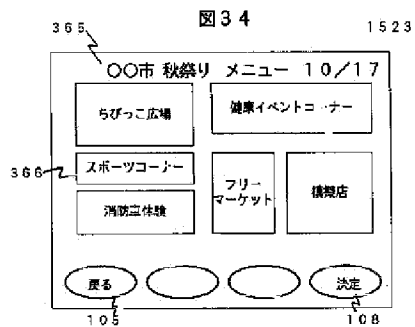 図34
365
1523
○○市 秋祭り メニュー 10/17
ちびっこ広場
健康イベントコーナー
366
スポーツコーナー
消防車体験
フリー
マーケット
模擬店
戻る
決定
105
108